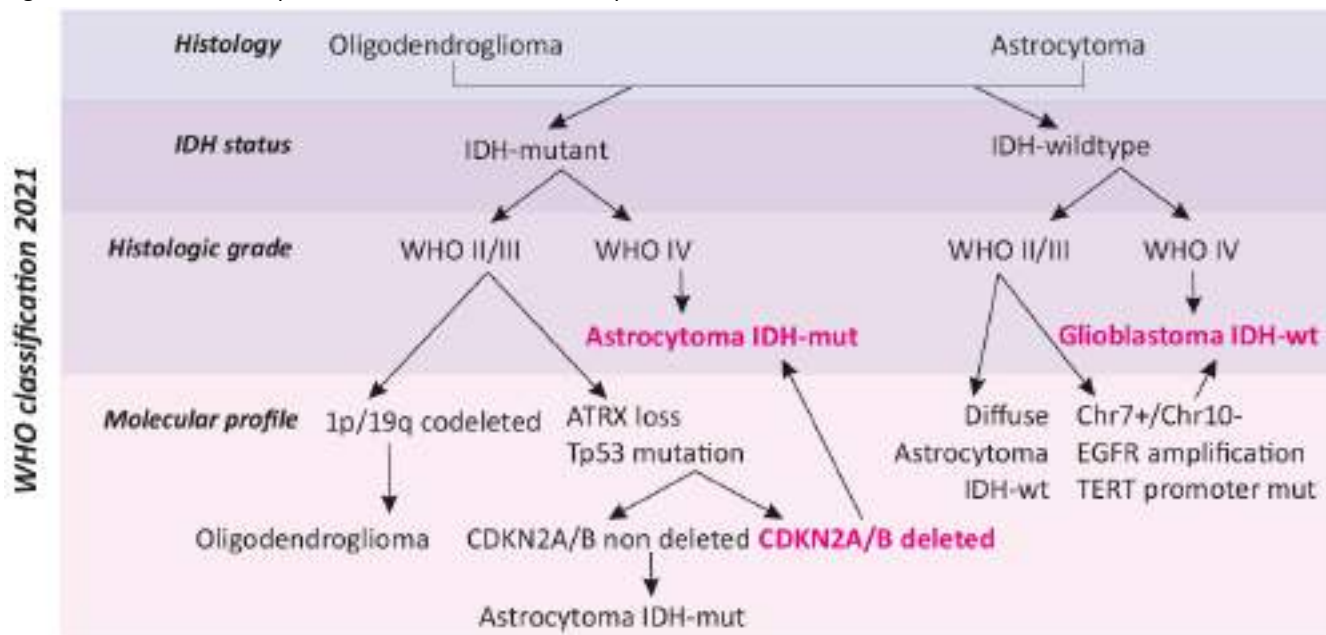 WHO classification 2021
Histology Oligodendroglioma Astrocytoma
IDH status IDH-mutant IDH-wildtype
Histologic grade WHO II/III WHO IV WHO II/III WHO IV
Astrocytoma IDH-mut Glioblastoma IDH-wt
Molecular profile 1p/19q codeleted ATRX loss Diffuse Chr7+/Chr10-
Tp53 mutation Astrocytoma EGFR amplification
IDH-wt TERT promoter mut
Oligodendroglioma CDKN2A/B non deleted CDKN2A/B deleted
Astrocytoma IDH-mut